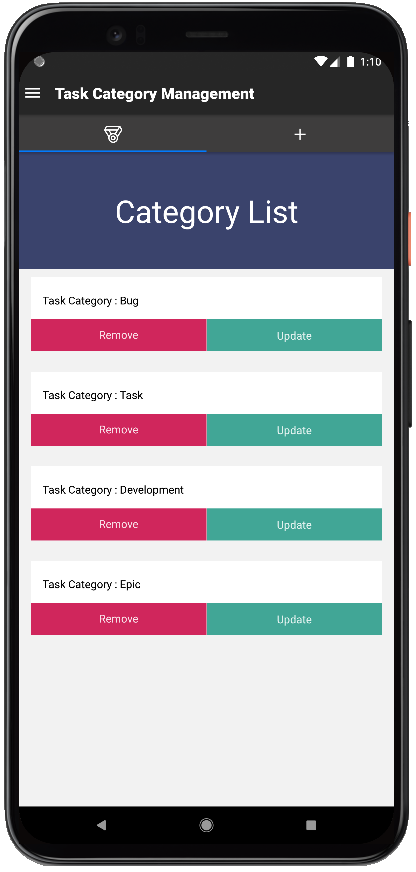 1:10
Task Category Management
Category List
Task Category : Bug
Remove Update
Task Category : Task
Remove Update
Task Category : Development
Remove Update
Task Category : Epic
Remove Update